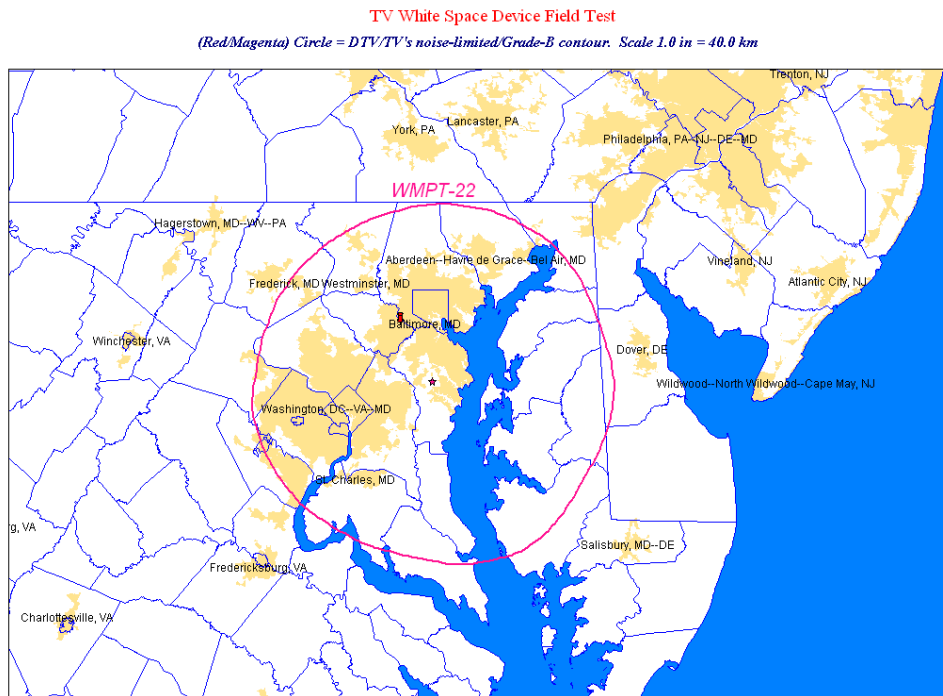 TV White Space Device Field Test
(Red/Magenta) Circle = DTV/TV's noise-limited/Grade-B contour. Scale 1.0 in = 40.0 km
Trenton, NJ
Lancaster, PA
York, PA
Philadelphia, PA--NJ--DE--MD
WMPT-22
Hagerstown, MD--WV--PA
Aberdeen--Havre de Grace--Bel Air, MD
Vineland, NJ
Frederick, MD
Westminster, MD
Atlantic City, NJ
Baltimore, MD
Winchester, VA
Dover, DE
Wildwood--North Wildwood--Cape May, NJ
Washington, DC--VA--MD
St. Charles, MD
rg, VA
Salisbury, MD--DE
Fredericksburg, VA
Charlottesville, VA